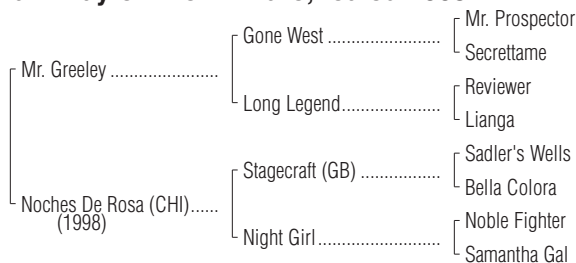 Mr. Prospector
Gone West
Secrettame
Mr. Greeley
Reviewer
Long Legend
Lianga
Sadler's Wells
Stagecraft (GB)
Bella Colora
Noches De Rosa (CHI)
(1998)
Noble Fighter
Night Girl
Samantha Gal